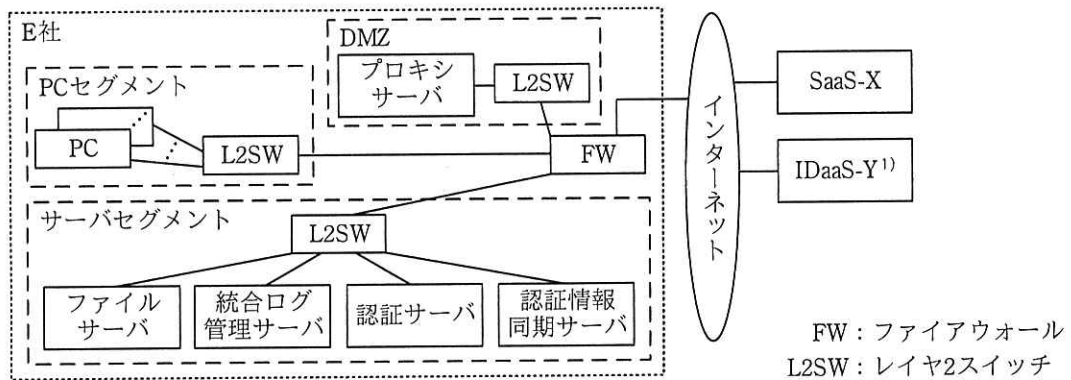 E社
DMZ
プロキシ
サーバ
L2SW
PCセグメント
PC
L2SW
FW
インターネット
SaaS-X
IDaaS-Y1)
サーバセグメント
L2SW
ファイル
サーバ
統合ログ
管理サーバ
認証サーバ
認証情報
同期サーバ
FW：ファイアウォール
L2SW：レイヤ2スイッチ